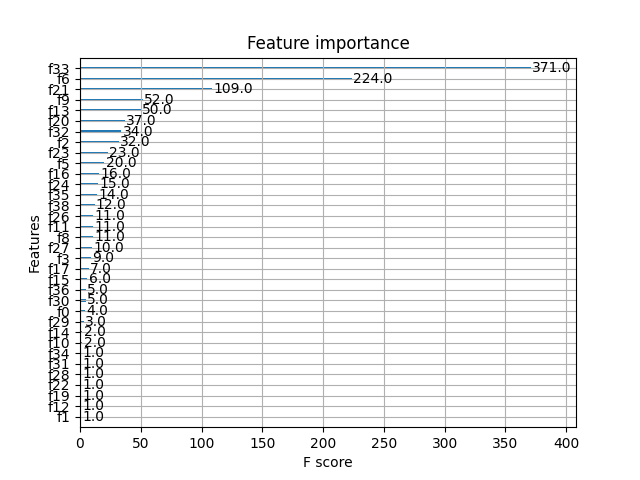 Feature importance
f33 371.0
f6 224.0
f21 109.0
f9 52.0
f13 50.0
f20 37.0
f32 34.0
f2 32.0
f23 23.0
f5 20.0
f16 16.0
f24 15.0
f35 14.0
f38 12.0
f26 11.0
f11 11.0
f8 11.0
f27 10.0
f3 9.0
f17 7.0
f15 6.0
f36 5.0
f30 5.0
f0 4.0
f29 3.0
f14 2.0
f10 2.0
f34 1.0
f31 1.0
f28 1.0
f22 1.0
f19 1.0
f12 1.0
f1 1.0
Features
0 50 100 150 200 250 300 350 400
F score